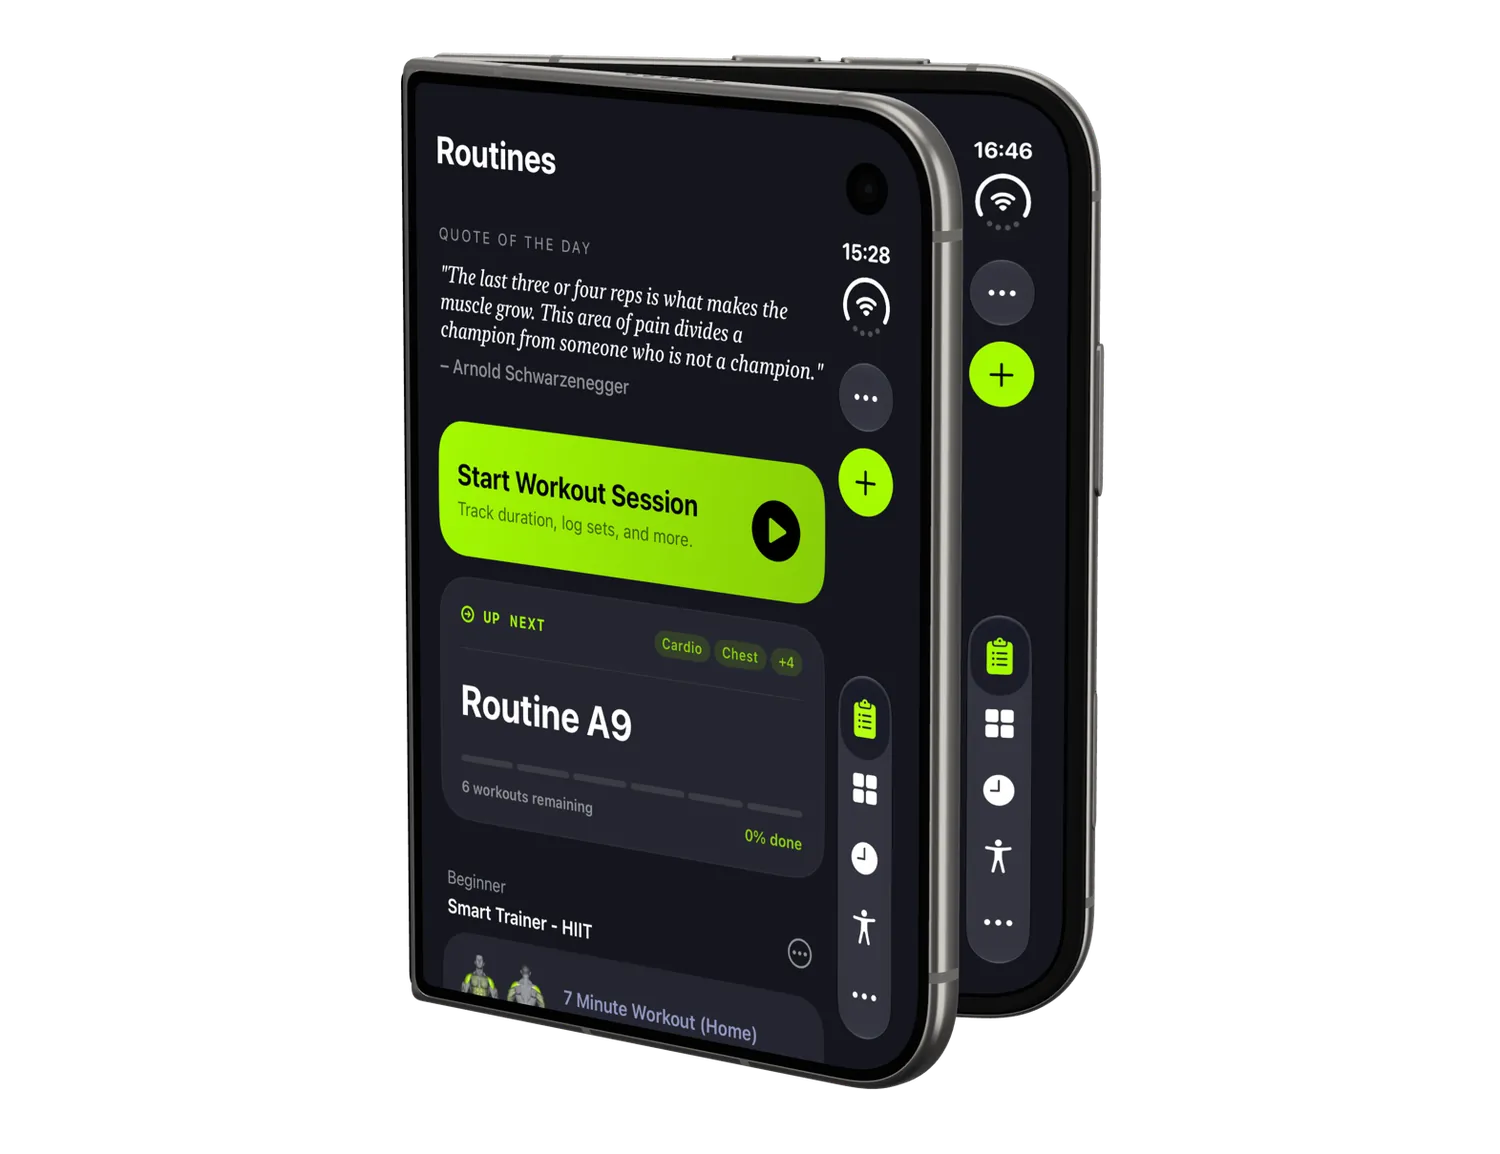 Routines
QUOTE OF THE DAY
"The last three or four reps is what makes the
muscle grow. This area of pain divides a
champion from someone who is not a champion."
– Arnold Schwarzenegger
Start Workout Session
Track duration, log sets, and more.
UP NEXT
Cardio
Chest
+4
Routine A9
6 workouts remaining
0% done
Beginner
Smart Trainer - HIIT
7 Minute Workout (Home)
15:28
16:46